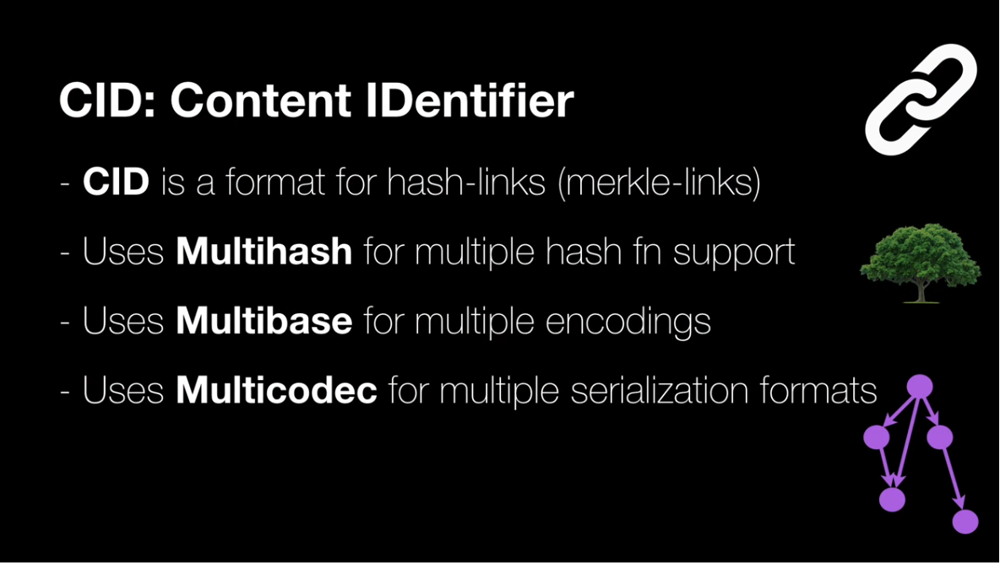 CID: Content IDentifier
- CID is a format for hash-links (merkle-links)
- Uses Multihash for multiple hash fn support
- Uses Multibase for multiple encodings
- Uses Multicodec for multiple serialization formats